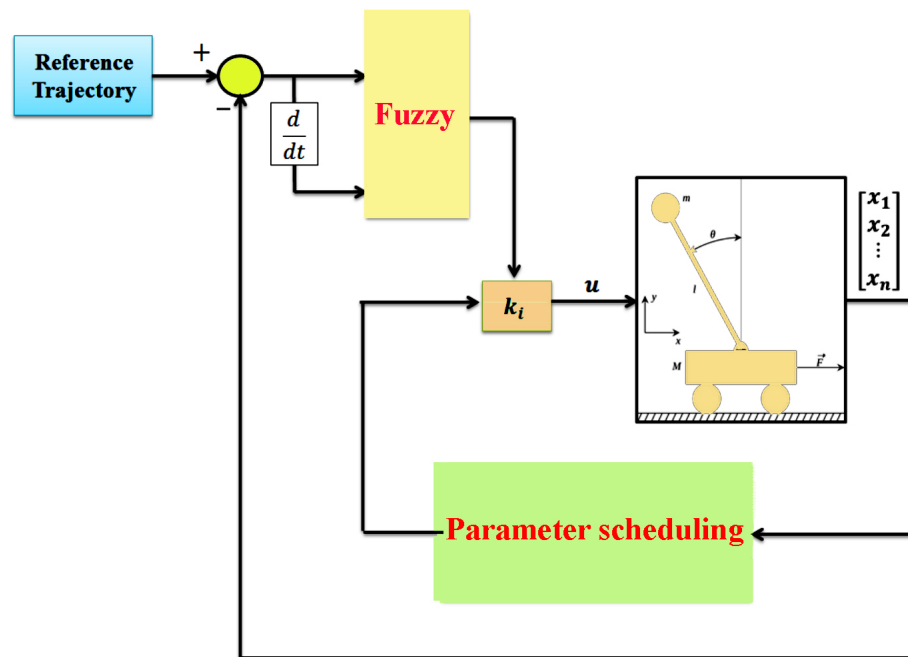 Reference
Trajectory
+
−
d
dt
Fuzzy
k_i
u
m
θ
l
y
x
M
F⃗
x_1
x_2
⋮
x_n
Parameter scheduling